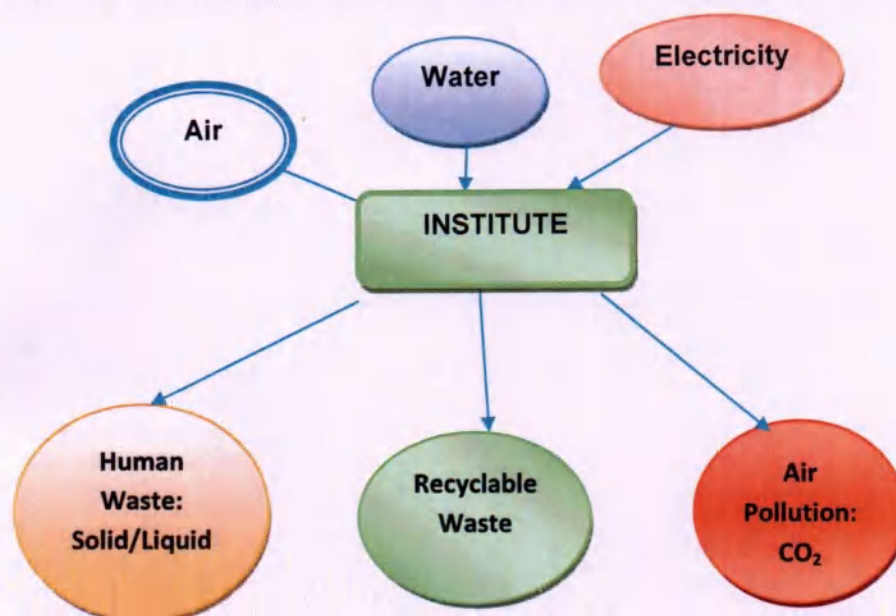 Air
Water
Electricity
INSTITUTE
Human
Waste:
Solid/Liquid
Recyclable
Waste
Air
Pollution:
CO₂